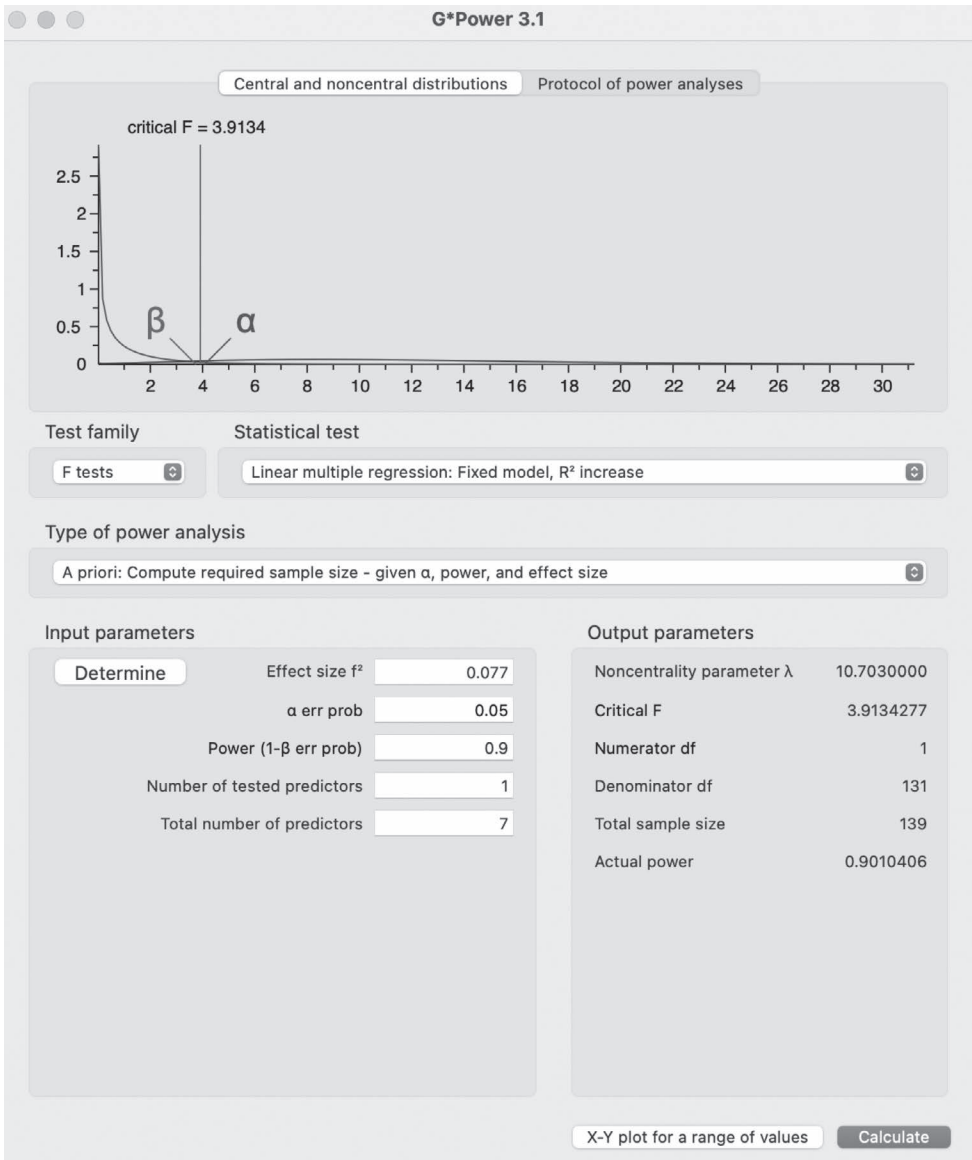 G*Power 3.1
Central and noncentral distributions Protocol of power analyses
critical F = 3.9134
2.5
2
1.5
1
0.5
0
β α
2 4 6 8 10 12 14 16 18 20 22 24 26 28 30
Test family Statistical test
F tests Linear multiple regression: Fixed model, R² increase
Type of power analysis
A priori: Compute required sample size - given α, power, and effect size
Input parameters Output parameters
Determine Effect size f² 0.077 Noncentrality parameter λ 10.7030000
α err prob 0.05 Critical F 3.9134277
Power (1-β err prob) 0.9 Numerator df 1
Number of tested predictors 1 Denominator df 131
Total number of predictors 7 Total sample size 139
Actual power 0.9010406
X-Y plot for a range of values Calculate